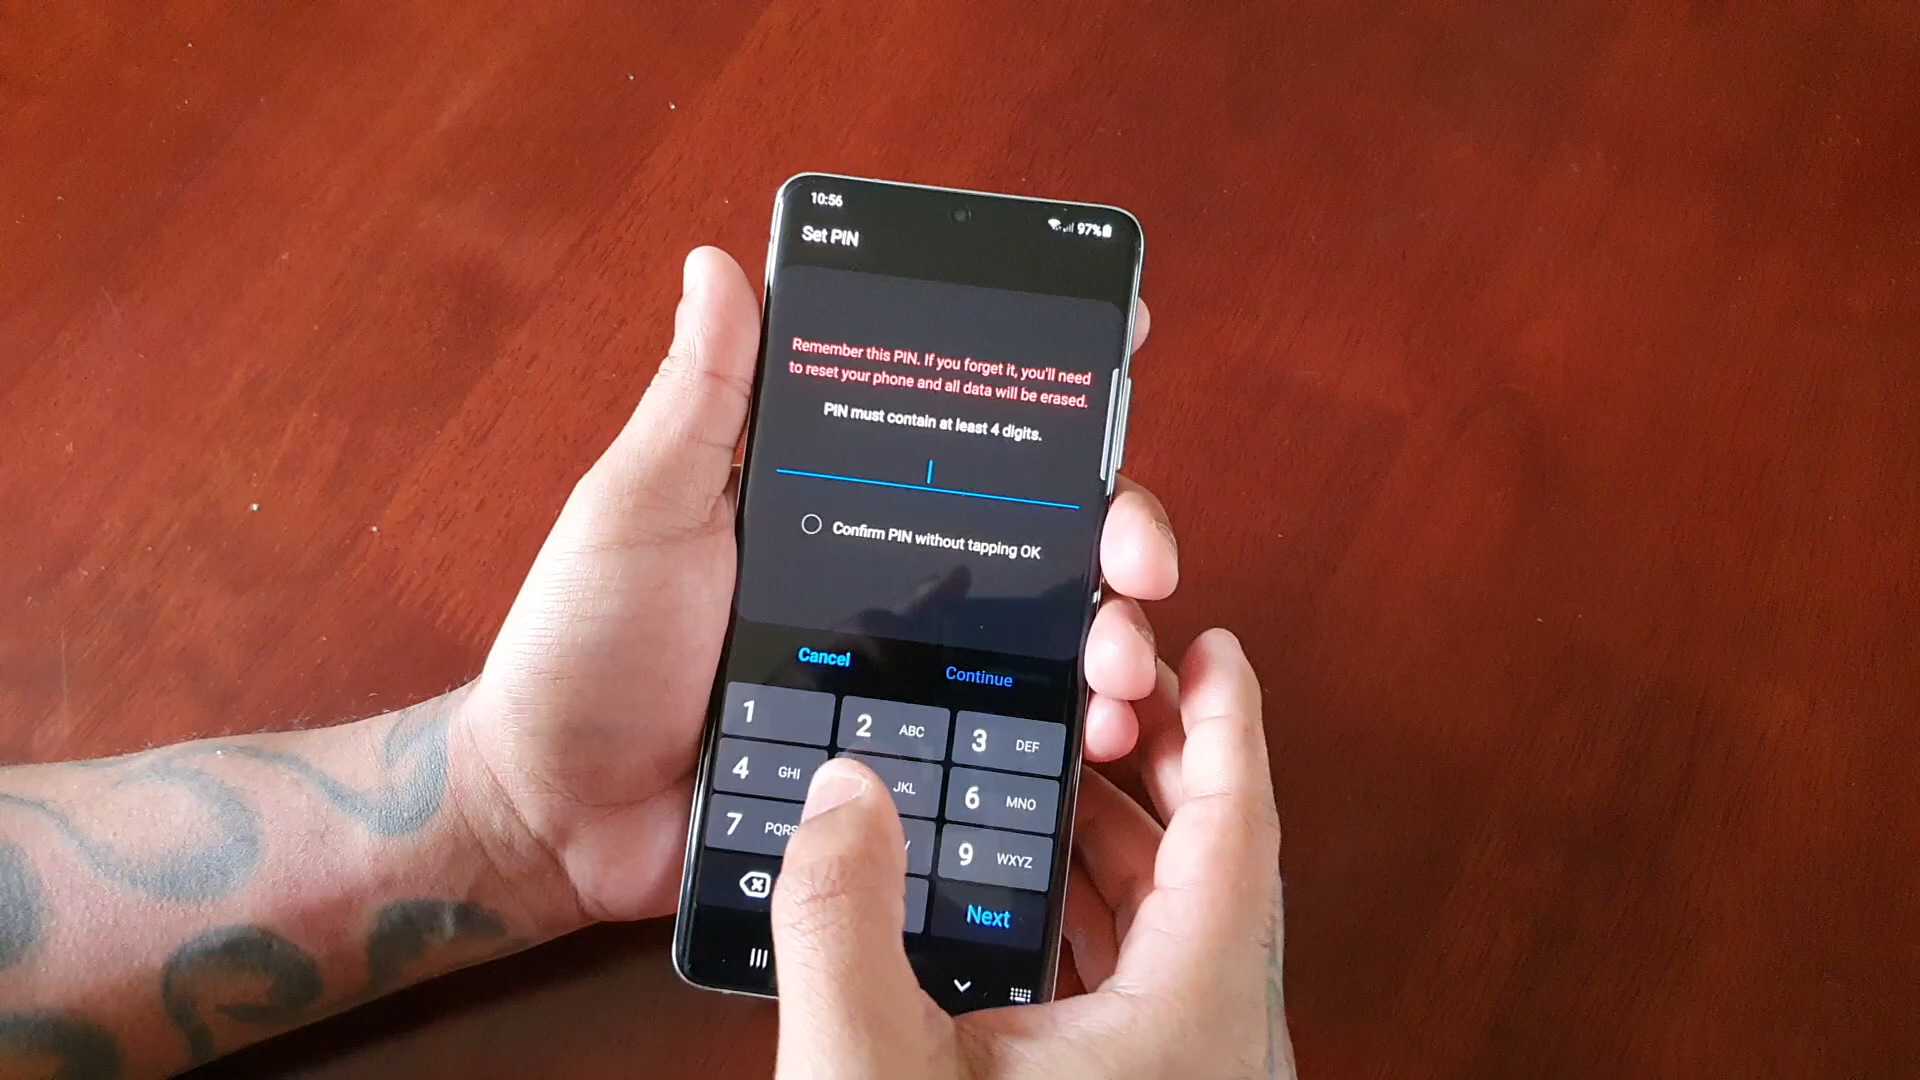 10:56
97%
Set PIN
Remember this PIN. If you forget it, you'll need
to reset your phone and all data will be erased.
PIN must contain at least 4 digits.
Confirm PIN without tapping OK
Cancel
Continue
1
2 ABC
3 DEF
4 GHI
JKL
6 MNO
7 PQRS
9 WXYZ
Next